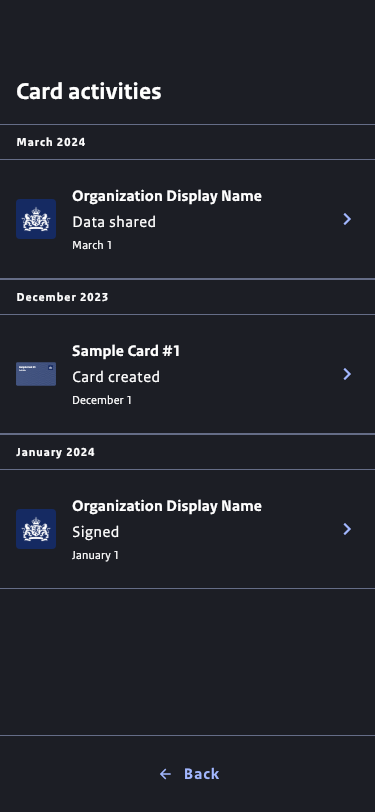 Card activities
March 2024
Organization Display Name
Data shared
March 1
December 2023
Sample Card #1
Card created
December 1
January 2024
Organization Display Name
Signed
January 1
Back